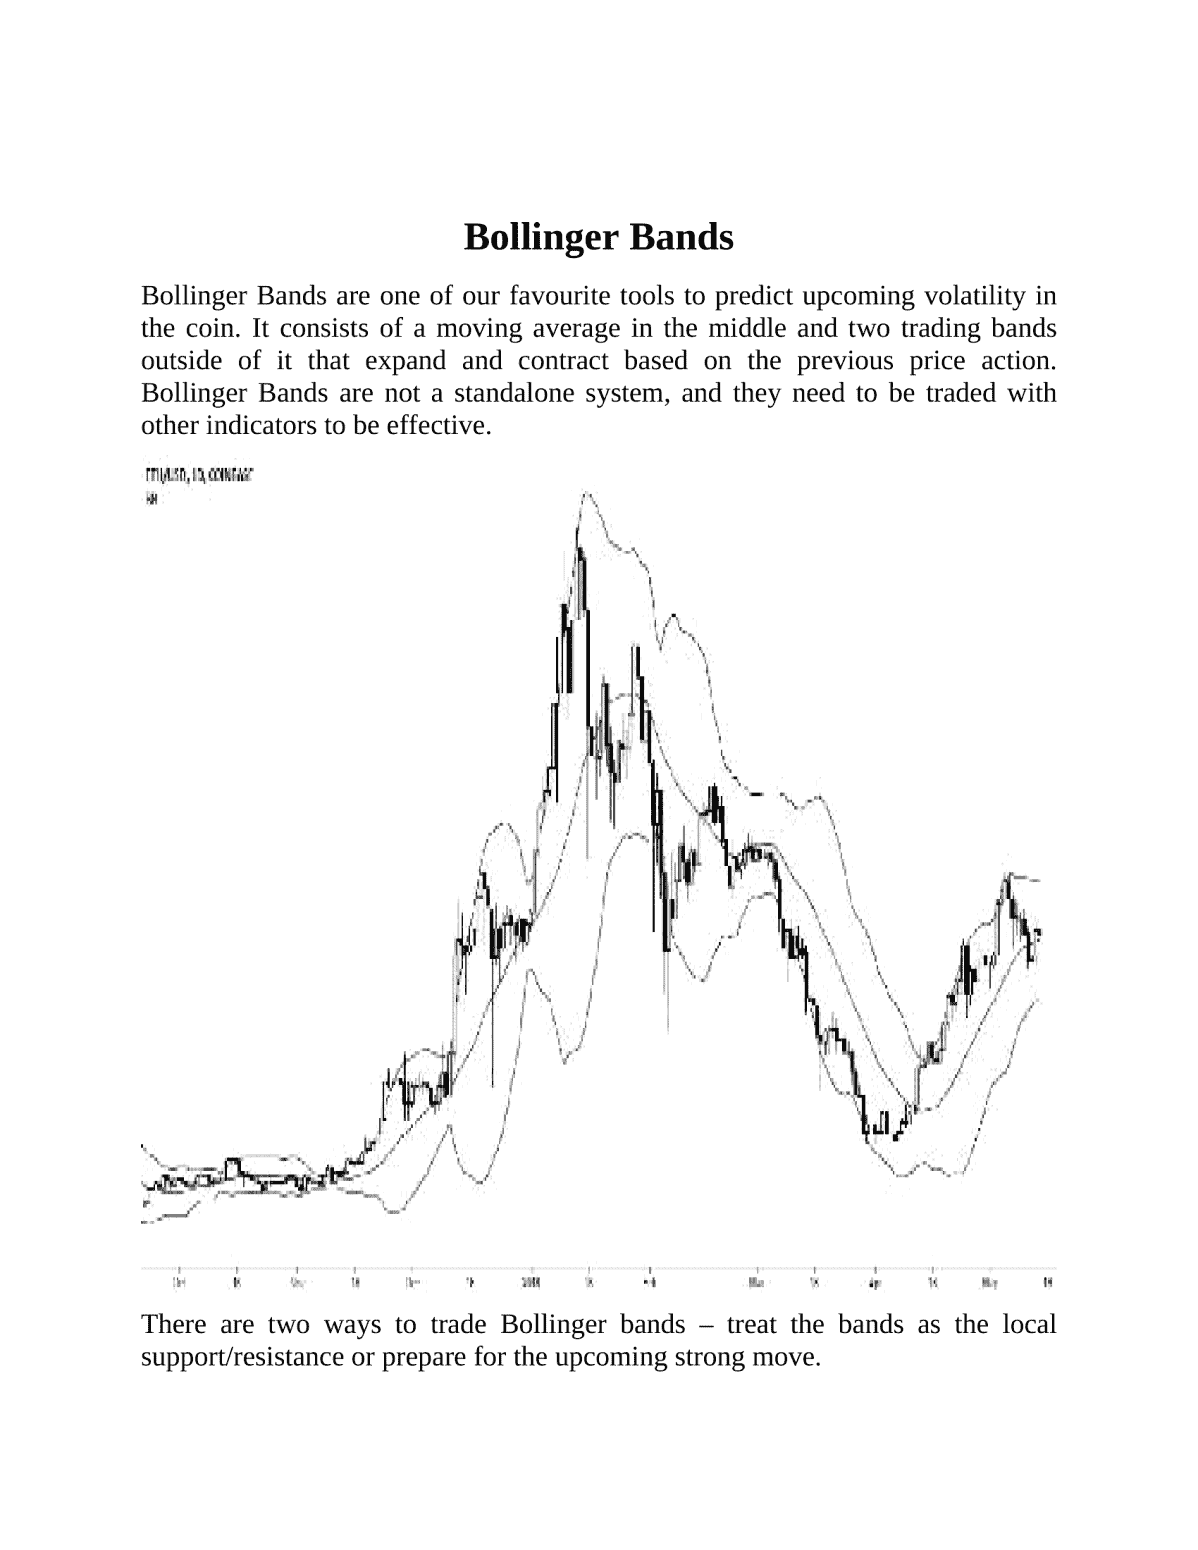 Bollinger Bands
Bollinger Bands are one of our favourite tools to predict upcoming volatility in
the coin. It consists of a moving average in the middle and two trading bands
outside of it that expand and contract based on the previous price action.
Bollinger Bands are not a standalone system, and they need to be traded with
other indicators to be effective.
2018
There are two ways to trade Bollinger bands – treat the bands as the local
support/resistance or prepare for the upcoming strong move.